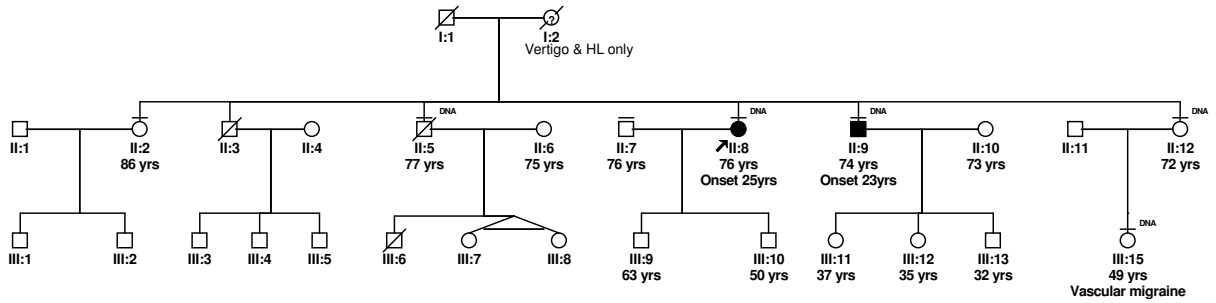 ?
I:1
I:2
Vertigo & HL only
DNA
DNA
DNA
DNA
II:1
II:2
II:3
II:4
II:5
II:6
II:7
II:8
II:9
II:10
II:11
II:12
86 yrs
77 yrs
75 yrs
76 yrs
76 yrs
74 yrs
73 yrs
72 yrs
Onset 25yrs
Onset 23yrs
DNA
III:1
III:2
III:3
III:4
III:5
III:6
III:7
III:8
III:9
III:10
III:11
III:12
III:13
III:15
63 yrs
50 yrs
37 yrs
35 yrs
32 yrs
49 yrs
Vascular migraine